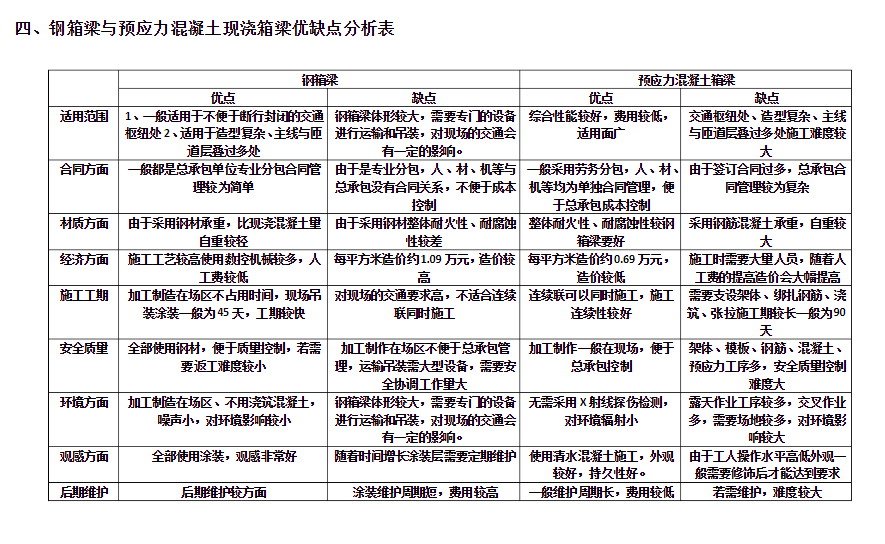 四、钢箱梁与预应力混凝土现浇箱梁优缺点分析表
钢箱梁
预应力混凝土箱梁
优点
缺点
优点
缺点
适用范围
1、一般适用于不便于断行封闭的交通
枢纽处2、适用于造型复杂、主线与匝
道层叠过多处
钢箱梁体形较大，需要专门的设备
进行运输和吊装，对现场的交通会
有一定的影响。
综合性能较好，费用较低，
适用面广
交通枢纽处、造型复杂、主线
与匝道层叠过多处施工难度较
大
合同方面
一般都是总承包单位专业分包合同管
理较为简单
由于是专业分包，人、材、机等与
总承包没有合同关系，不便于成本
控制
一般采用劳务分包，人、材、
机等均为单独合同管理，便
于总承包成本控制
由于签订合同过多，总承包合
同管理较为复杂
材质方面
由于采用钢材承重，比现浇混凝土量
自重较轻
由于采用钢材整体耐火性、耐腐蚀
性较差
整体耐火性、耐腐蚀性较钢
箱梁要好
采用钢筋混凝土承重，自重较
大
经济方面
施工工艺较高使用数控机械较多，人
工费较低
每平方米造价约1.09 万元，造价较
高
每平方米造价约0.69 万元，
造价较低
施工时需要大量人员，随着人
工费的提高造价会大幅提高
施工工期
加工制造在场区不占用时间，现场吊
装涂装一般为45 天，工期较快
对现场的交通要求高，不适合连续
联同时施工
连续联可以同时施工，施工
连续性较好
需要支设架体、绑扎钢筋、浇
筑、张拉施工期较长一般为90
天
安全质量
全部使用钢材，便于质量控制，若需
要返工难度较小
加工制作在场区不便于总承包管
理，运输吊装需大型设备，需要安
全协调工作量大
加工制作一般在现场，便于
总承包控制
架体、模板、钢筋、混凝土、
预应力工序多，安全质量控制
难度大
环境方面
加工制造在场区、不用浇筑混凝土，
噪声小，对环境影响较小
钢箱梁体形较大，需要专门的设备
进行运输和吊装，对现场的交通会
有一定的影响。
无需采用 X 射线探伤检测，
对环境辐射小
露天作业工序较多，交叉作业
多，需要场地较多，对环境影
响较大
观感方面
全部使用涂装，观感非常好
随着时间增长涂装层需要定期维护
使用清水混凝土施工，外观
较好，持久性好。
由于工人操作水平高低外观一
般需要修饰后才能达到要求
后期维护
后期维护较方面
涂装维护周期短，费用较高
一般维护周期长，费用较低
若需维护，难度较大